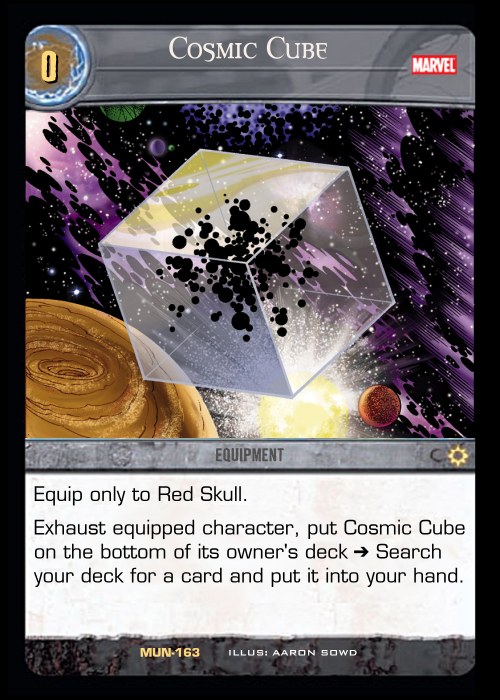 0
Cosmic Cube
MARVEL
EQUIPMENT
C
Equip only to Red Skull.
Exhaust equipped character, put Cosmic Cube
on the bottom of its owner's deck ➔ Search
your deck for a card and put it into your hand.
MUN-163 ILLUS: AARON SOWD